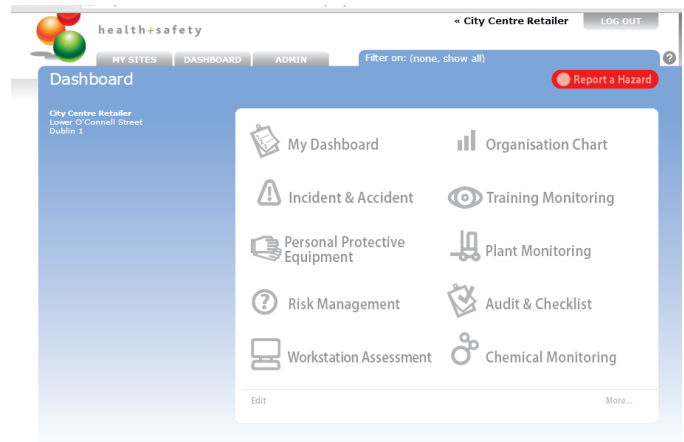 health+safety
« City Centre Retailer
LOG OUT
MY SITES
DASHBOARD
ADMIN
Filter on: (none, show all)
?
Dashboard
Report a Hazard
City Centre Retailer
Lower O'Connell Street
Dublin 1
My Dashboard
Organisation Chart
Incident & Accident
Training Monitoring
Personal Protective
Equipment
Plant Monitoring
? Risk Management
Audit & Checklist
Workstation Assessment
Chemical Monitoring
Edit
More...